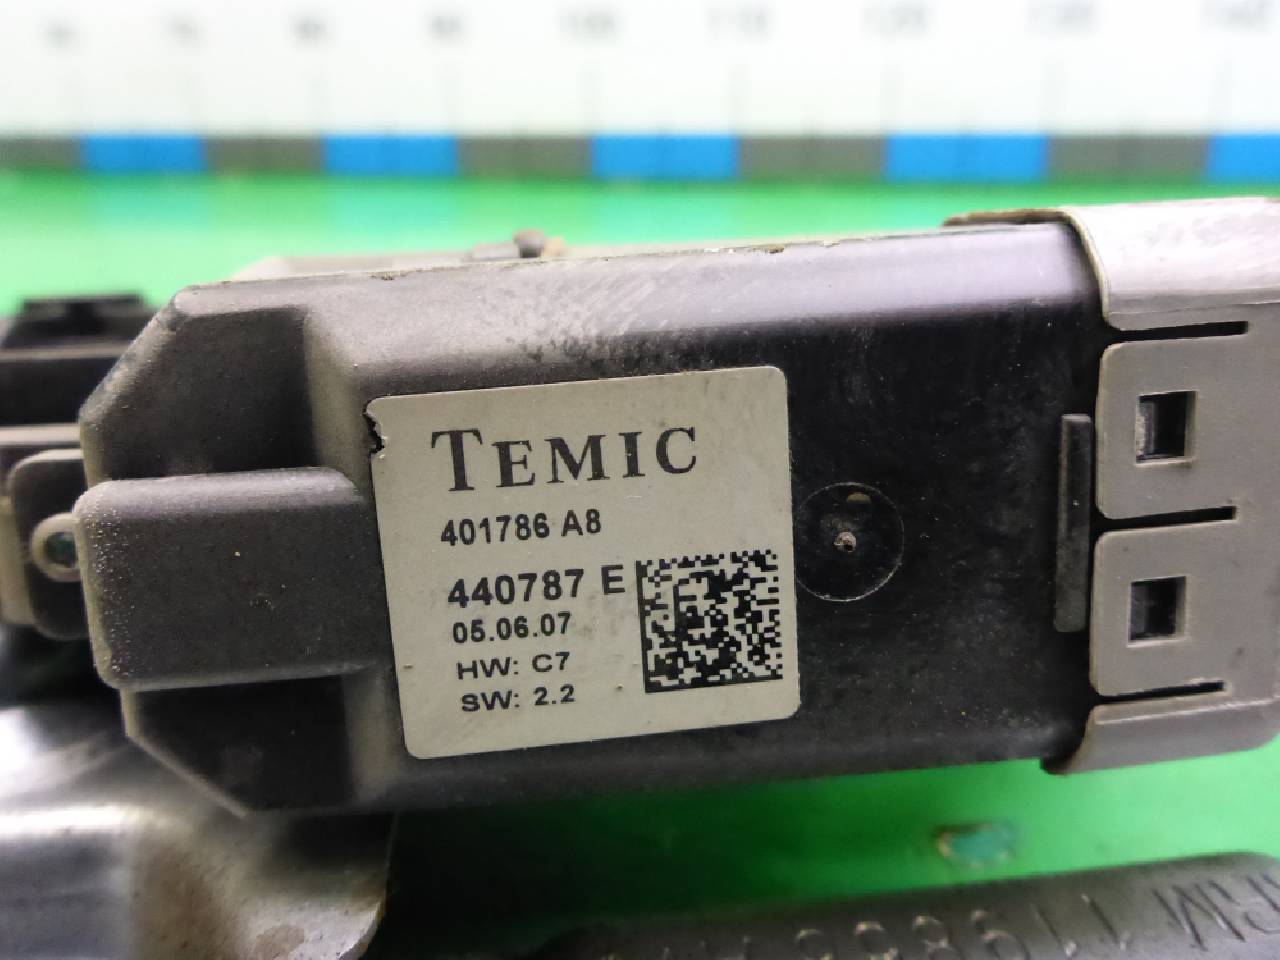 TEMIC
401786 A8
440787 E
05.06.07
HW: C7
SW: 2.2